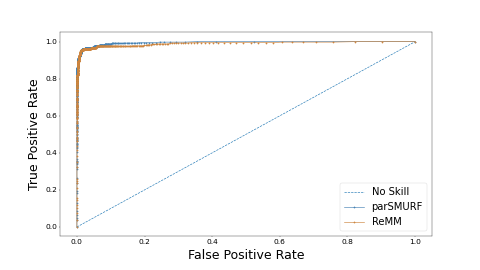 1.0
0.8
0.6
0.4
0.2
0.0
True Positive Rate
0.0 0.2 0.4 0.6 0.8 1.0
False Positive Rate
No Skill
parSMURF
ReMM